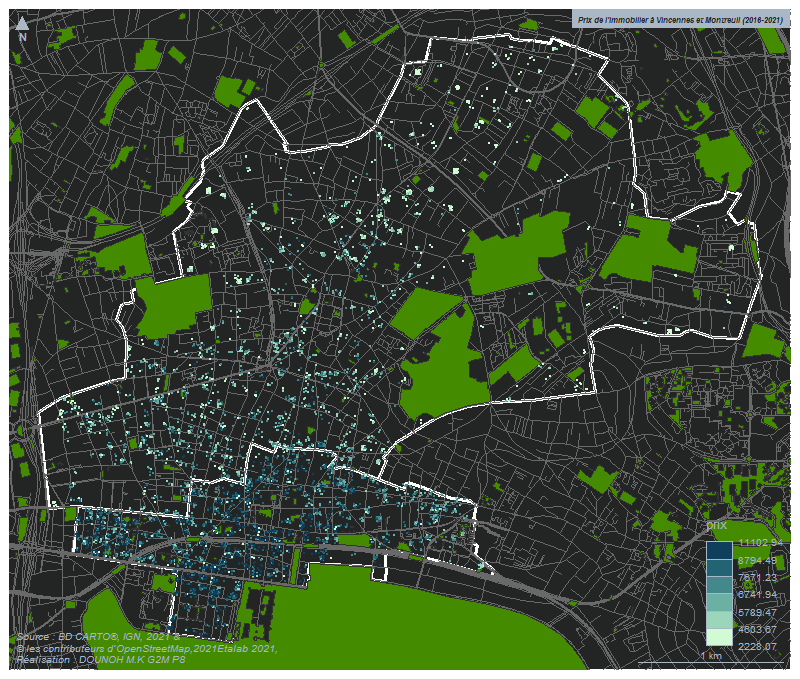 Prix de l'Immobilier à Vincennes et Montreuil (2016-2021)
N
prix
11102.94
8794.49
7671.23
6741.94
5789.47
4603.67
2228.07
1 km
Source : BD CARTO®, IGN, 2021 &
© les contributeurs d'OpenStreetMap,2021Etalab 2021,
Réalisation : DOUNOH M.K G2M P8